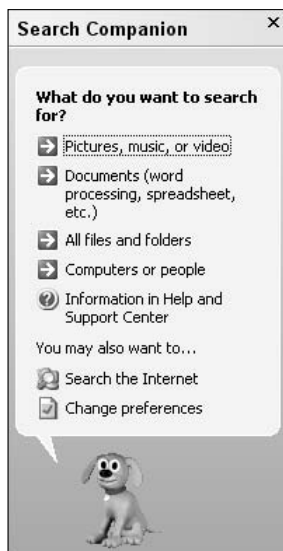 Search Companion
What do you want to search
for?
Pictures, music, or video
Documents (word
processing, spreadsheet,
etc.)
All files and folders
Computers or people
Information in Help and
Support Center
You may also want to...
Search the Internet
Change preferences